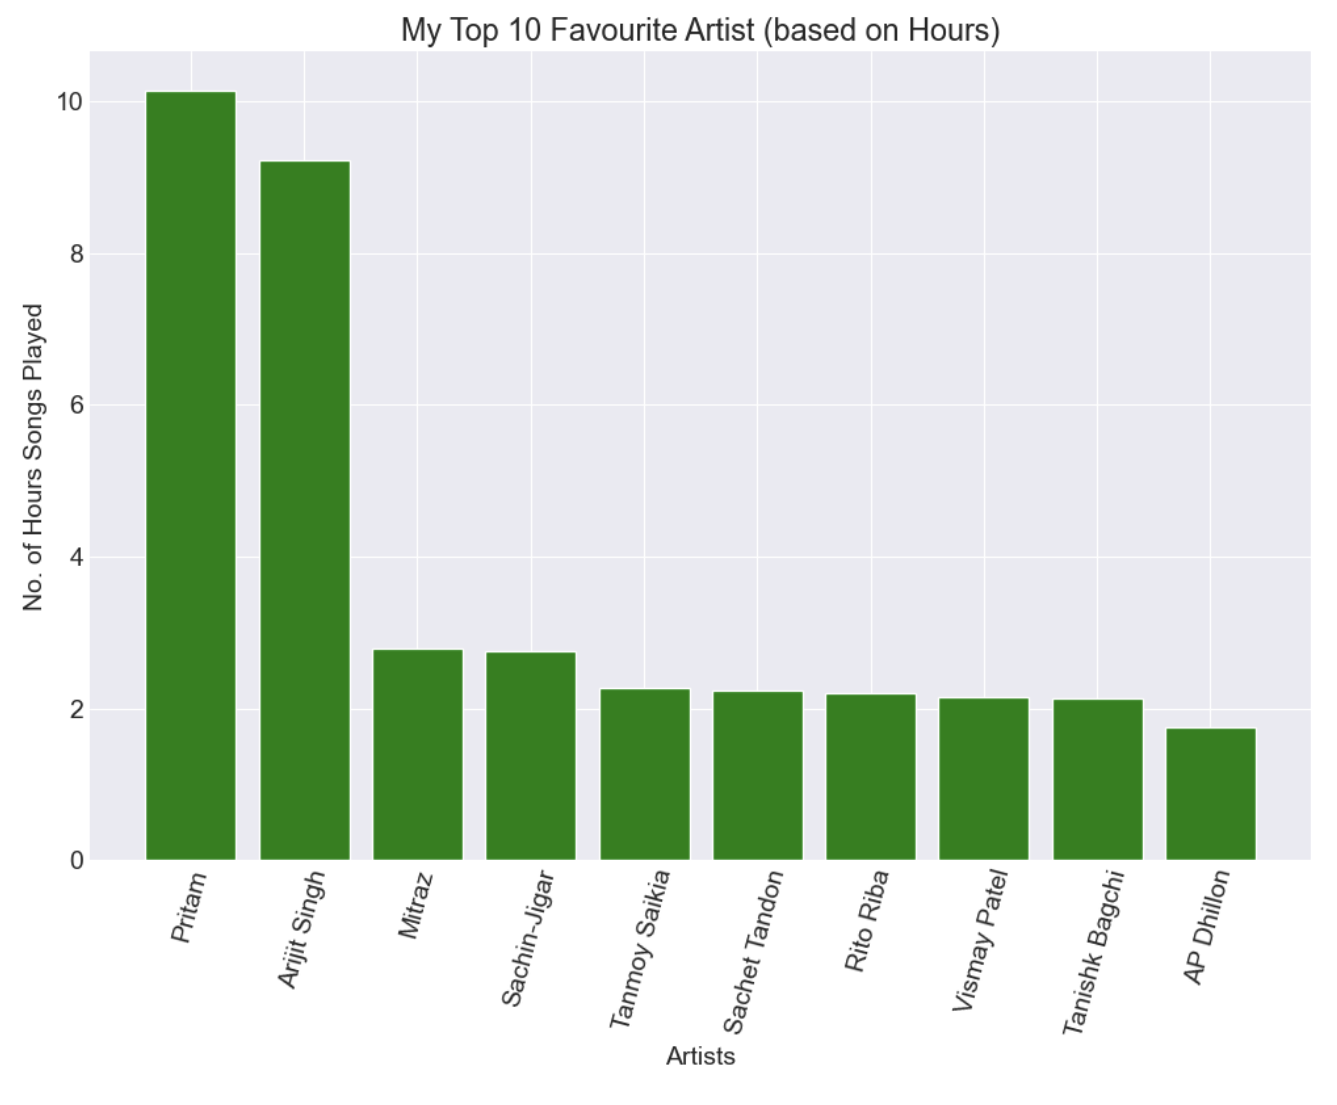 My Top 10 Favourite Artist (based on Hours)
No. of Hours Songs Played
10
8
6
4
2
0
Pritam
Arijit Singh
Mitraz
Sachin-Jigar
Tanmoy Saikia
Sachet Tandon
Rito Riba
Vismay Patel
Tanishk Bagchi
AP Dhillon
Artists